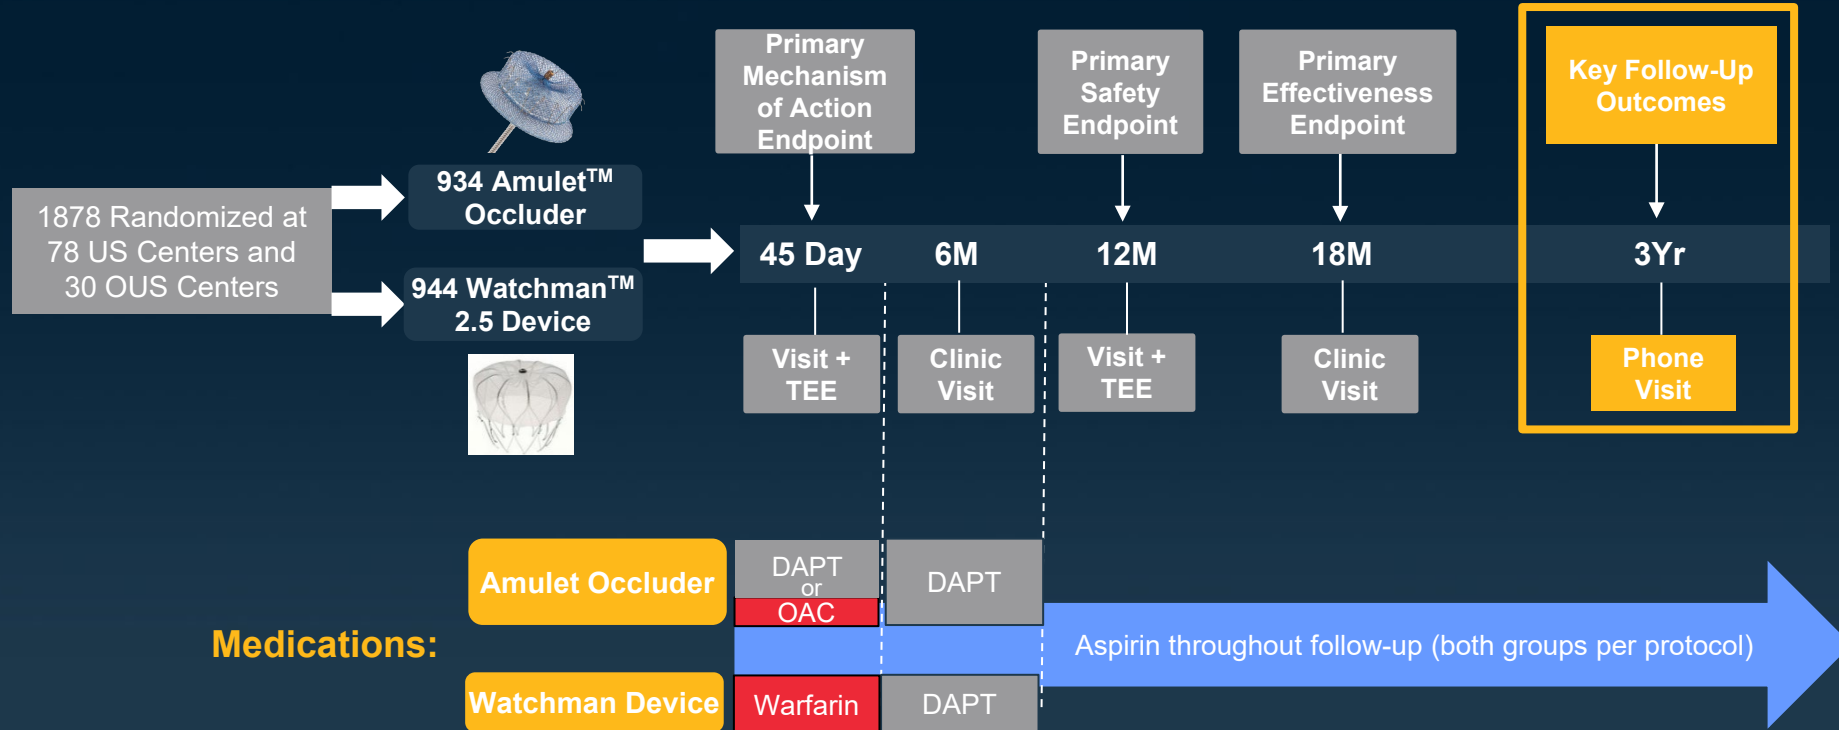 Primary
Mechanism
of Action
Endpoint
Primary
Safety
Endpoint
Primary
Effectiveness
Endpoint
Key Follow-Up
Outcomes
1878 Randomized at
78 US Centers and
30 OUS Centers
934 Amulet™
Occluder
944 Watchman™
2.5 Device
45 Day
6M
12M
18M
3Yr
Visit +
TEE
Clinic
Visit
Visit +
TEE
Clinic
Visit
Phone
Visit
Medications:
Amulet Occluder
DAPT
or
OAC
DAPT
Aspirin throughout follow-up (both groups per protocol)
Watchman Device
Warfarin
DAPT